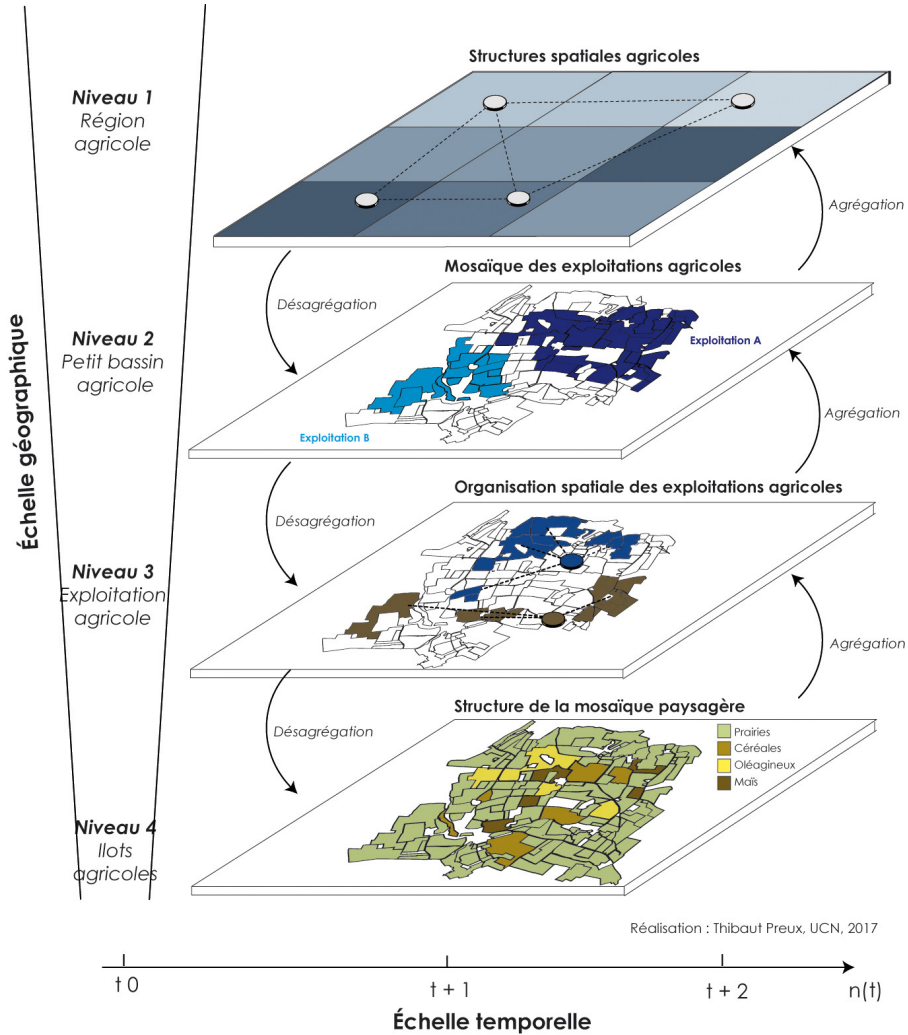 Structures spatiales agricoles
Niveau 1
Région
agricole
Agrégation
Mosaïque des exploitations agricoles
Désagrégation
Exploitation A
Niveau 2
Petit bassin
agricole
Agrégation
Exploitation B
Échelle géographique
Organisation spatiale des exploitations agricoles
Désagrégation
Niveau 3
Exploitation
agricole
Agrégation
Structure de la mosaïque paysagère
Désagrégation
Prairies
Céréales
Oléagineux
Maïs
Niveau 4
Ilots
agricoles
Réalisation : Thibaut Preux, UCN, 2017
t 0
t + 1
t + 2
n(t)
Échelle temporelle